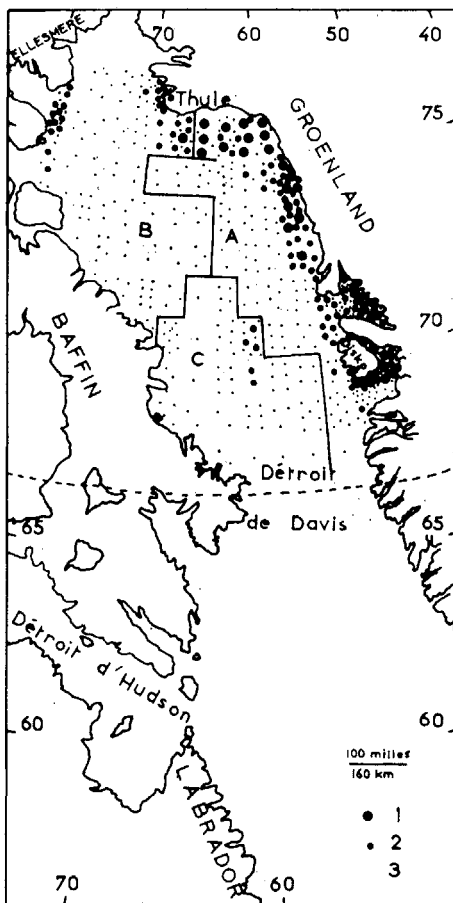 80 70 60 50 40
ELLESMERE
Thule
75
GROENLAND
B A
70
BAFFIN
C
Détroit
de Davis
65
65
Détroit d'Hudson
60
60
LABRADOR
100 milles
160 km
1
2
3
70
60